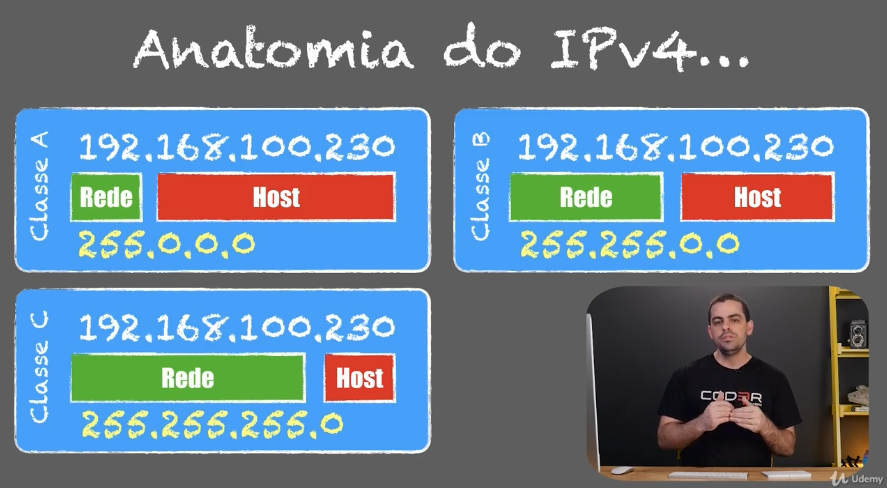 Anatomia do IPv4...
Classe A
192.168.100.230
Rede Host
255.0.0.0
Classe B
192.168.100.230
Rede Host
255.255.0.0
Classe C
192.168.100.230
Rede Host
255.255.255.0
COD3R
Udemy